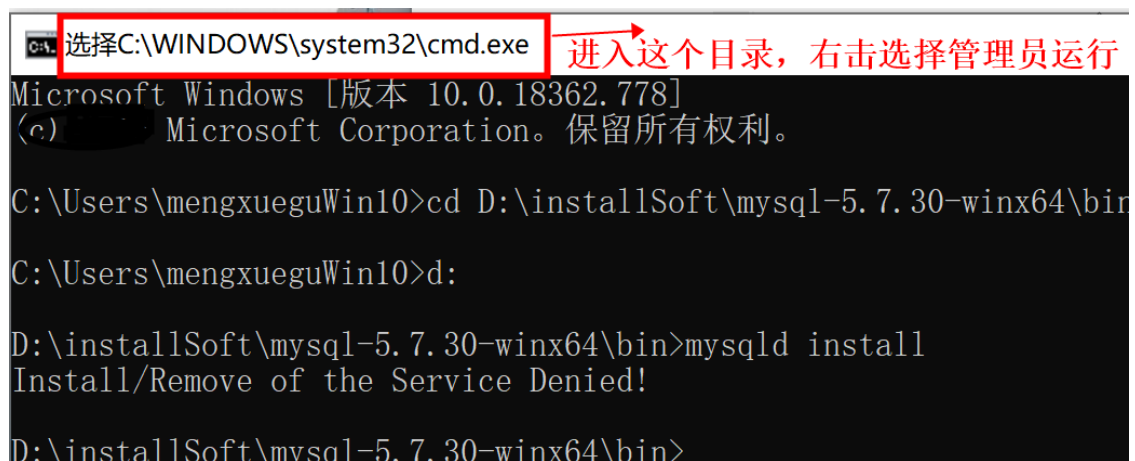 选择C:\WINDOWS\system32\cmd.exe
进入这个目录，右击选择管理员运行
Microsoft Windows [版本 10.0.18362.778]
(c) Microsoft Corporation。保留所有权利。
C:\Users\mengxueguWin10>cd D:\installSoft\mysql-5.7.30-winx64\bin
C:\Users\mengxueguWin10>d:
D:\installSoft\mysql-5.7.30-winx64\bin>mysqld install
Install/Remove of the Service Denied!
D:\installSoft\mysql-5.7.30-winx64\bin>